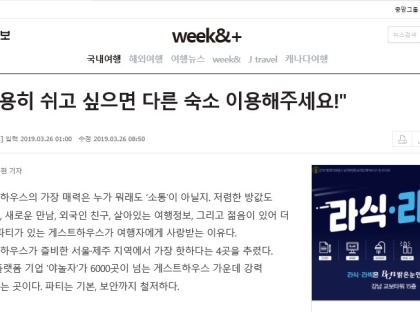 중앙그룹
보
week&+
뉴스검색
국내여행 해외여행 여행뉴스 week& J travel 캐나다여행
용히 쉬고 싶으면 다른 숙소 이용해주세요!"
] 입력 2019.03.26 01:00 수정 2019.03.26 08:50
기자
하우스의 가장 매력은 누가 뭐래도 '소통'이 아닐지. 저렴한 방값도
, 새로운 만남, 외국인 친구, 살아있는 여행정보, 그리고 젊음이 있어 더
파티가 있는 게스트하우스가 여행자에게 사랑받는 이유다.
하우스가 즐비한 서울·제주 지역에서 가장 핫하다는 4곳을 추렸다.
플랫폼 기업 '야놀자'가 6000곳이 넘는 게스트하우스 가운데 강력
는 곳이다. 파티는 기본, 보안까지 철저하다.
라식·라
라식·라섹은 밝은눈안
강남 교보타워 15층